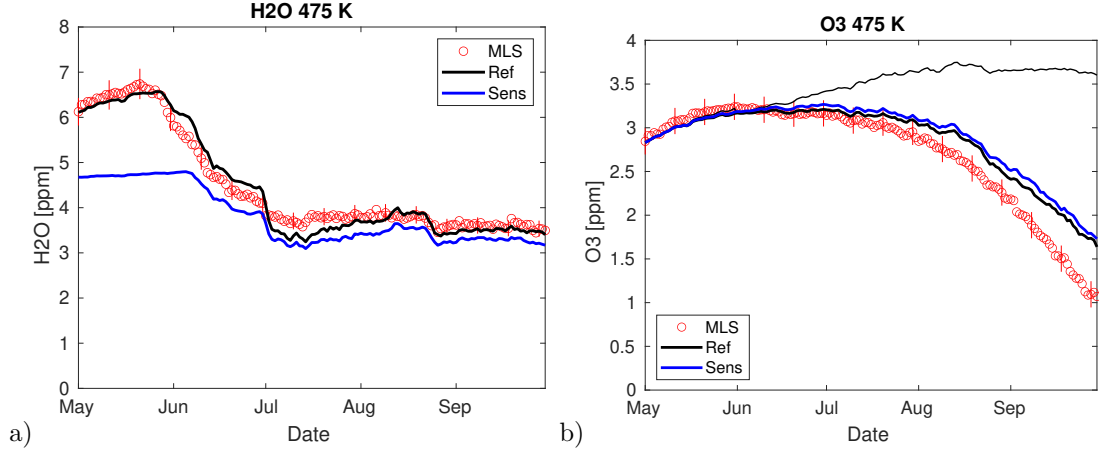 H2O 475 K
8
7
6
5
4
3
2
1
0
H2O [ppm]
May Jun Jul Aug Sep
Date
MLS
Ref
Sens
a)
O3 475 K
4
3.5
3
2.5
2
1.5
1
0.5
0
O3 [ppm]
May Jun Jul Aug Sep
Date
MLS
Ref
Sens
b)